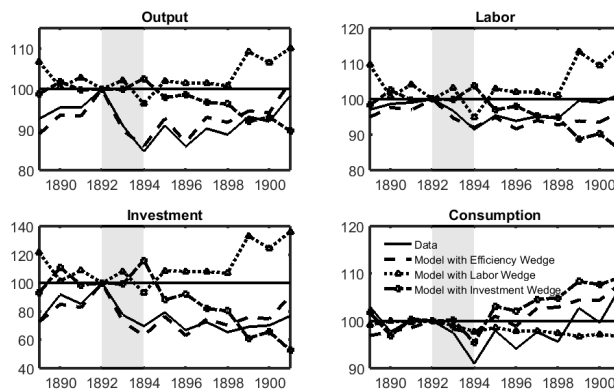 Output
110
100
90
80
1890 1892 1894 1896 1898 1900
Labor
120
110
100
90
80
1890 1892 1894 1896 1898 1900
Investment
140
120
100
80
60
40
1890 1892 1894 1896 1898 1900
Consumption
120
110
100
90
80
1890 1892 1894 1896 1898 1900
Data
Model with Efficiency Wedge
Model with Labor Wedge
Model with Investment Wedge